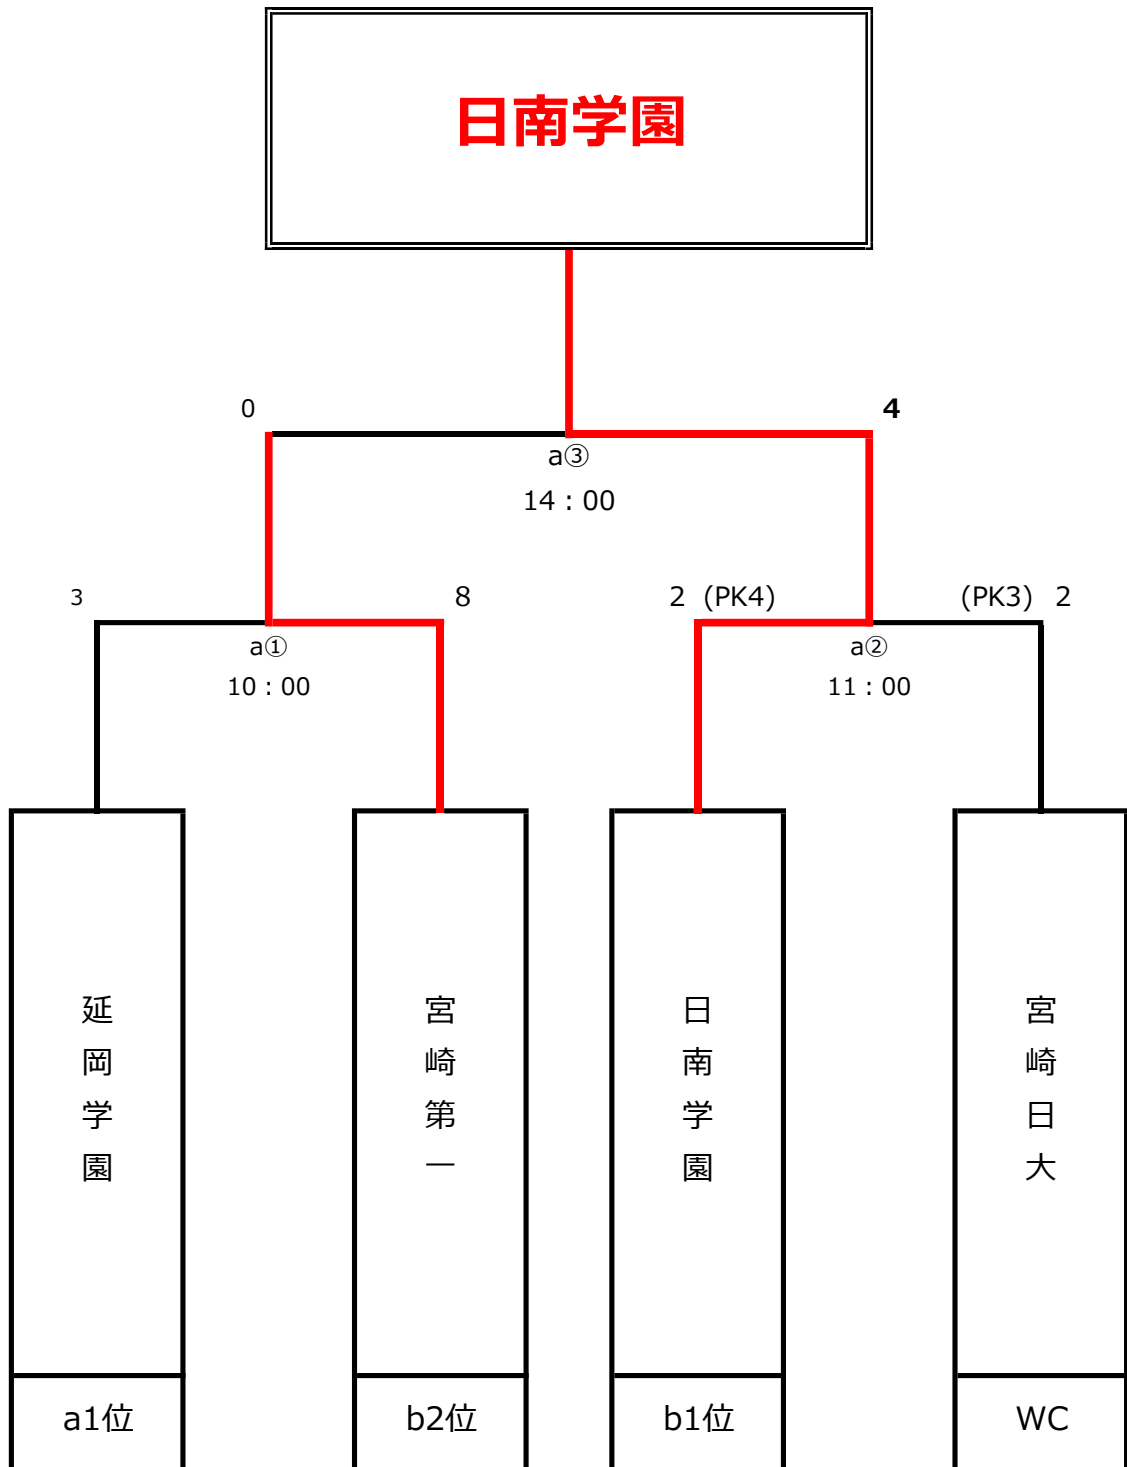 日南学園
0 4
a③
14：00
3 8 2 (PK4) (PK3) 2
a① a②
10：00 11：00
延岡学園
宮崎第一
日南学園
宮崎日大
a1位 b2位 b1位 WC